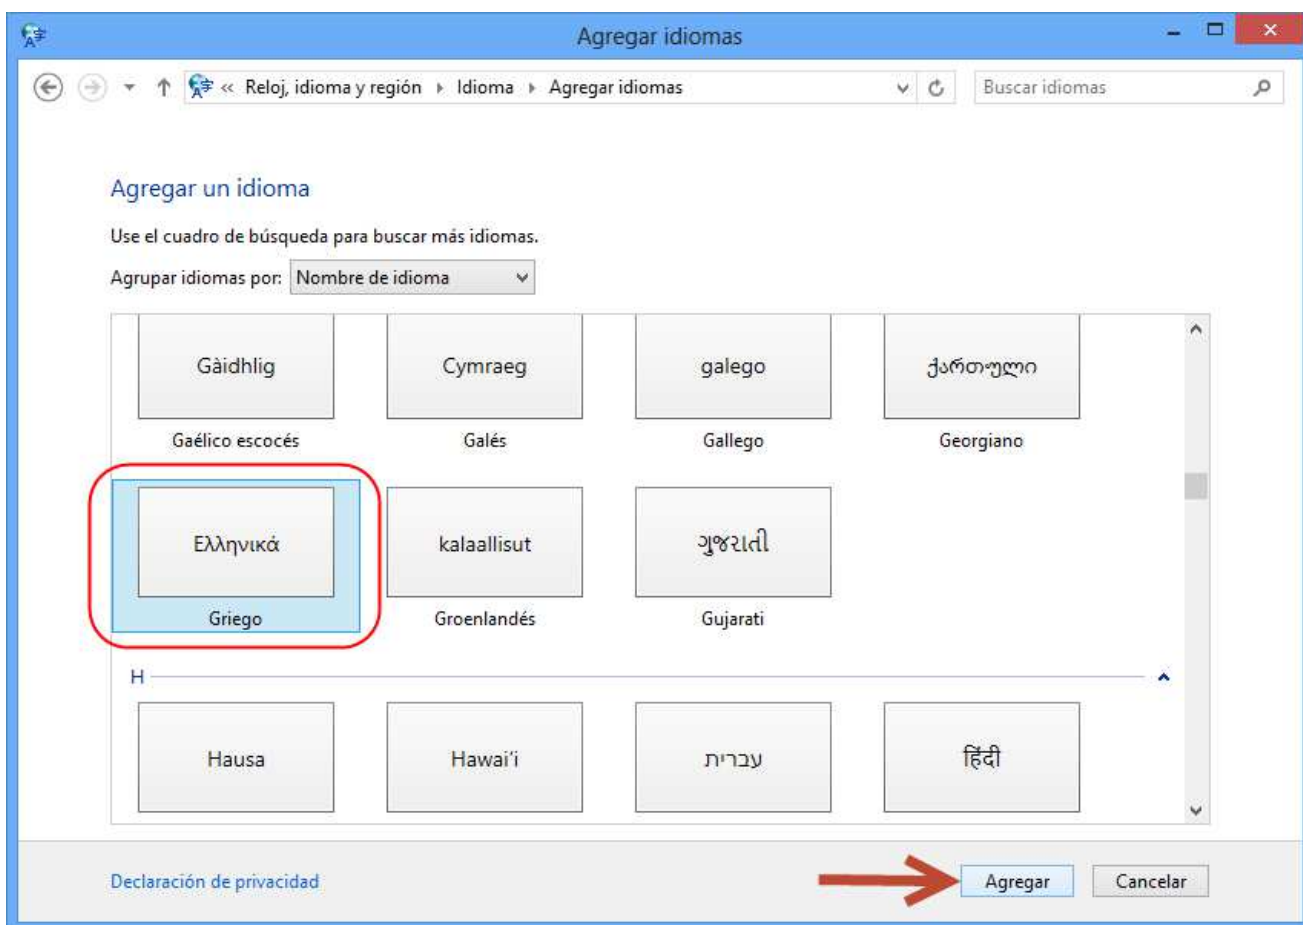 Agregar idiomas
« Reloj, idioma y región Idioma Agregar idiomas Buscar idiomas
Agregar un idioma
Use el cuadro de búsqueda para buscar más idiomas.
Agrupar idiomas por: Nombre de idioma
Gàidhlig Cymraeg galego ქართული
Gaélico escocés Galés Gallego Georgiano
Ελληνικά kalaallisut ગુજરાતી
Griego Groenlandés Gujarati
H
Hausa Hawai'i עברית हिंदी
Declaración de privacidad Agregar Cancelar